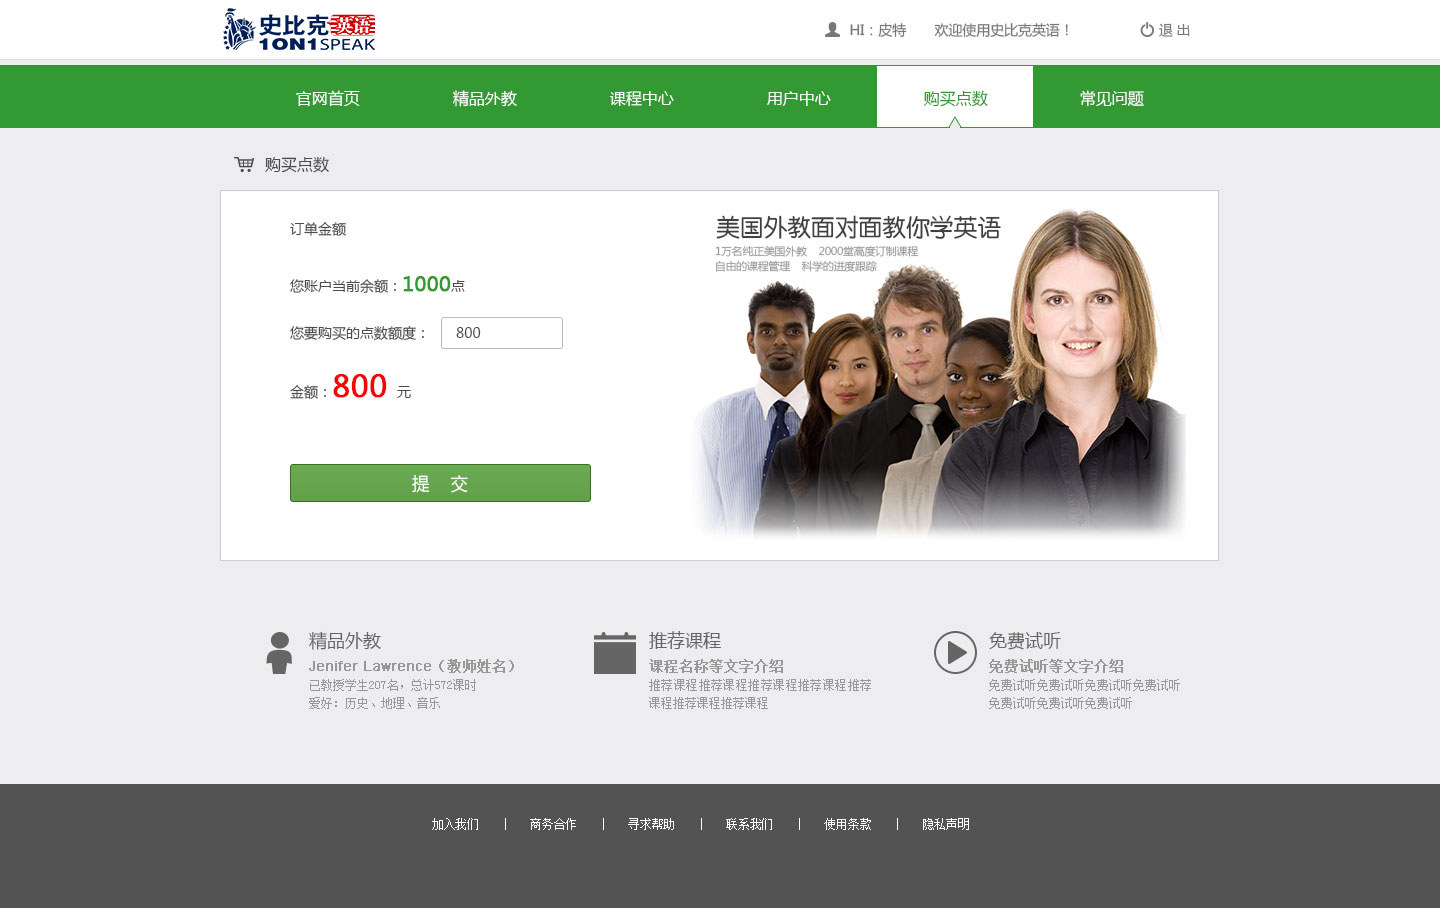 史比克英语
1ON1SPEAK
HI：皮特 欢迎使用史比克英语！ 退 出
官网首页 精品外教 课程中心 用户中心 购买点数 常见问题
购买点数
订单金额
您账户当前余额：1000点
您要购买的点数额度： 800
金额：800 元
提 交
美国外教面对面教你学英语
1万名纯正美国外教 2000堂高度订制课程
自由的课程管理 科学的进度跟踪
精品外教
Jenifer Lawrence（教师姓名）
已教授学生207名，总计572课时
爱好：历史、地理、音乐
推荐课程
课程名称等文字介绍
推荐课程推荐课程推荐课程推荐课程推荐
课程推荐课程推荐课程
免费试听
免费试听等文字介绍
免费试听免费试听免费试听免费试听
免费试听免费试听免费试听
加入我们 | 商务合作 | 寻求帮助 | 联系我们 | 使用条款 | 隐私声明